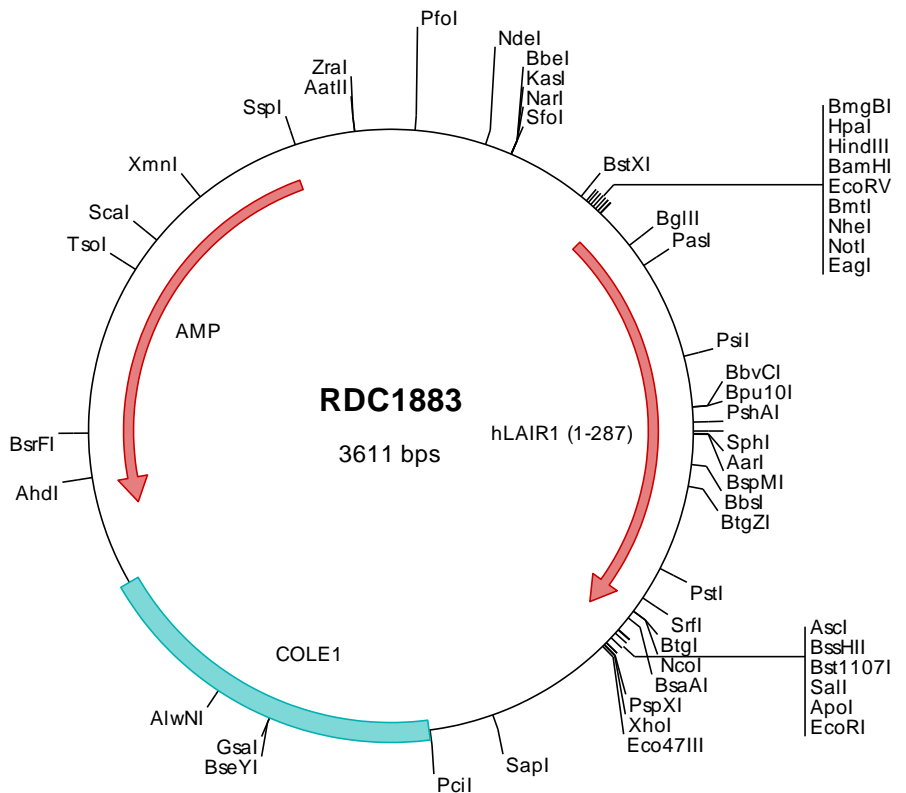 PfoI
NdeI
BbeI
KasI
NarI
SfoI
ZraI
AatII
SspI
XmnI
ScaI
TsoI
BstXI
BmgBI
HpaI
HindIII
BamHI
EcoRV
BmtI
NheI
NotI
EagI
BglII
PasI
AMP
PsiI
BbvCI
Bpu10I
PshAI
RDC1883
3611 bps
hLAIR1 (1-287)
SphI
AarI
BspMI
BbsI
BtgZI
BsrFI
AhdI
PstI
SrfI
BtgI
NcoI
BsaAI
AscI
BssHII
Bst1107I
SalI
ApoI
EcoRI
PspXI
XhoI
Eco47III
COLE1
AlwNI
GsaI
BseYI
PciI
SapI